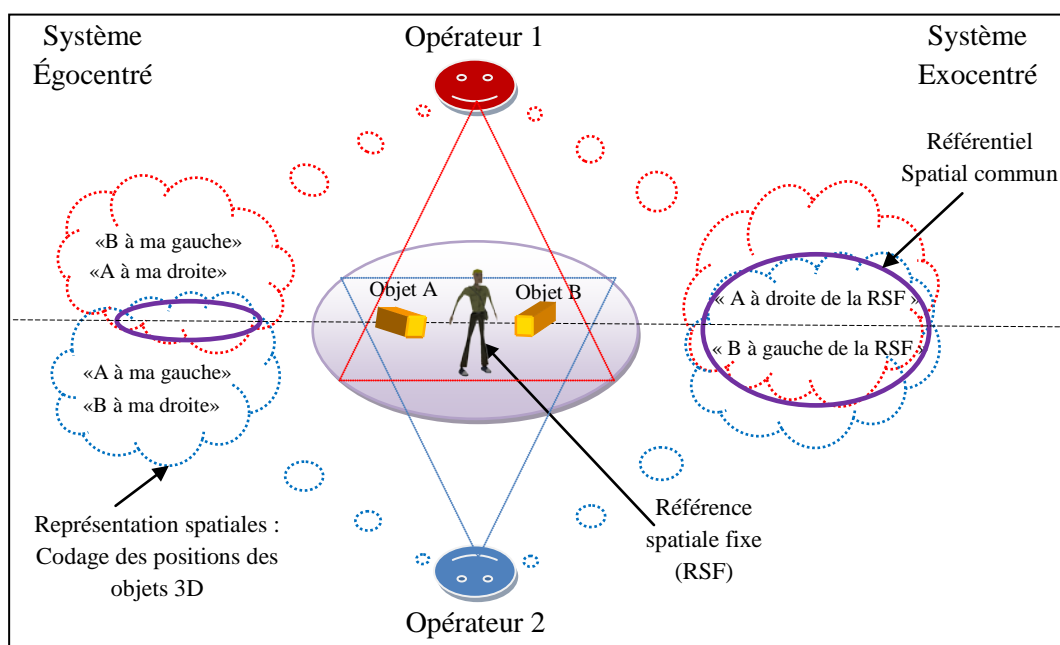 Système
Égocentré
Opérateur 1
Système
Exocentré
Référentiel
Spatial commun
«B à ma gauche»
«A à ma droite»
Objet A
Objet B
« A à droite de la RSF »
« B à gauche de la RSF »
«A à ma gauche»
«B à ma droite»
Représentation spatiales :
Codage des positions des
objets 3D
Référence
spatiale fixe
(RSF)
Opérateur 2